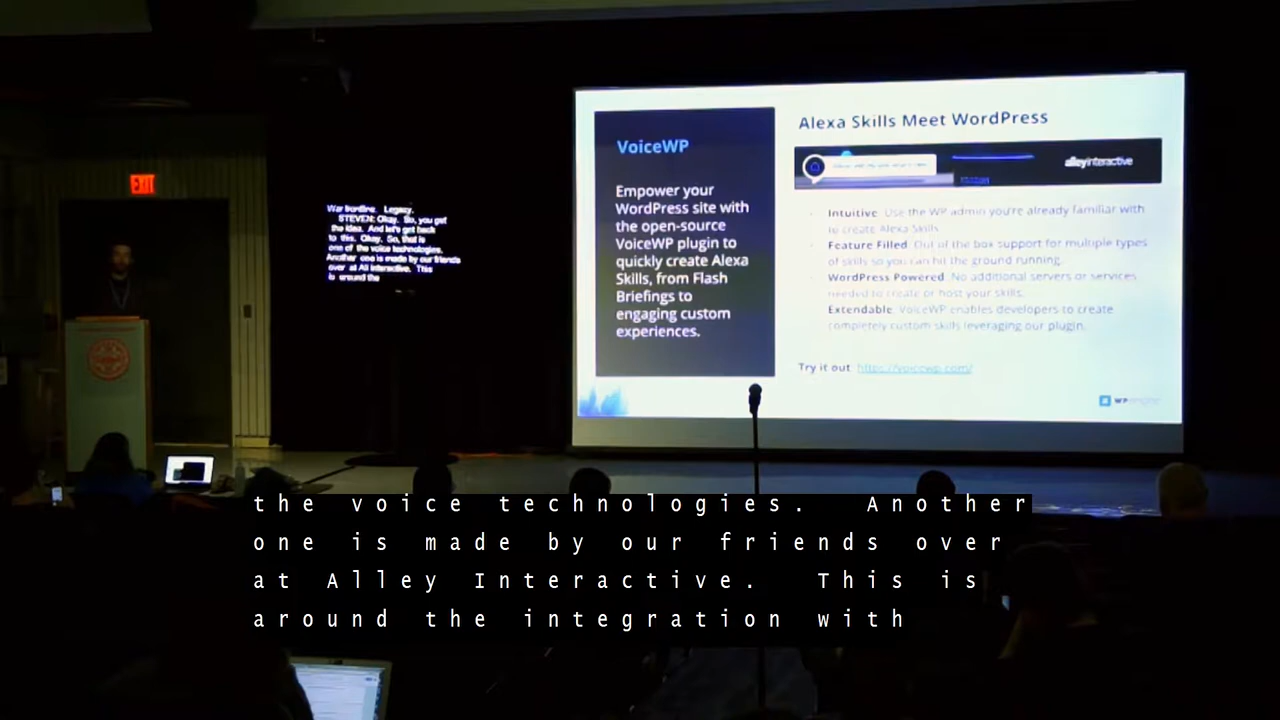 EXIT
War frontline. Legacy.
STEVEN: Okay. So, you get
the idea. And let's get back
to this. Okay. So, that is
one of the voice technologies.
Another one is made by our friends
over at All Interactive. This
is around the
VoiceWP
Empower your
WordPress site with
the open-source
VoiceWP plugin to
quickly create Alexa
Skills, from Flash
Briefings to
engaging custom
experiences.
Alexa Skills Meet WordPress
alleyinteractive
Intuitive: Use the WP admin you're already familiar with
to create Alexa Skills.
Feature Filled: Out of the box support for multiple types
of skills so you can hit the ground running.
WordPress Powered: No additional servers or services
needed to create or host your skills.
Extendable: VoiceWP enables developers to create
completely custom skills leveraging our plugin.
Try it out: https://voicewp.com/
WP engine
the voice technologies. Another
one is made by our friends over
at Alley Interactive. This is
around the integration with